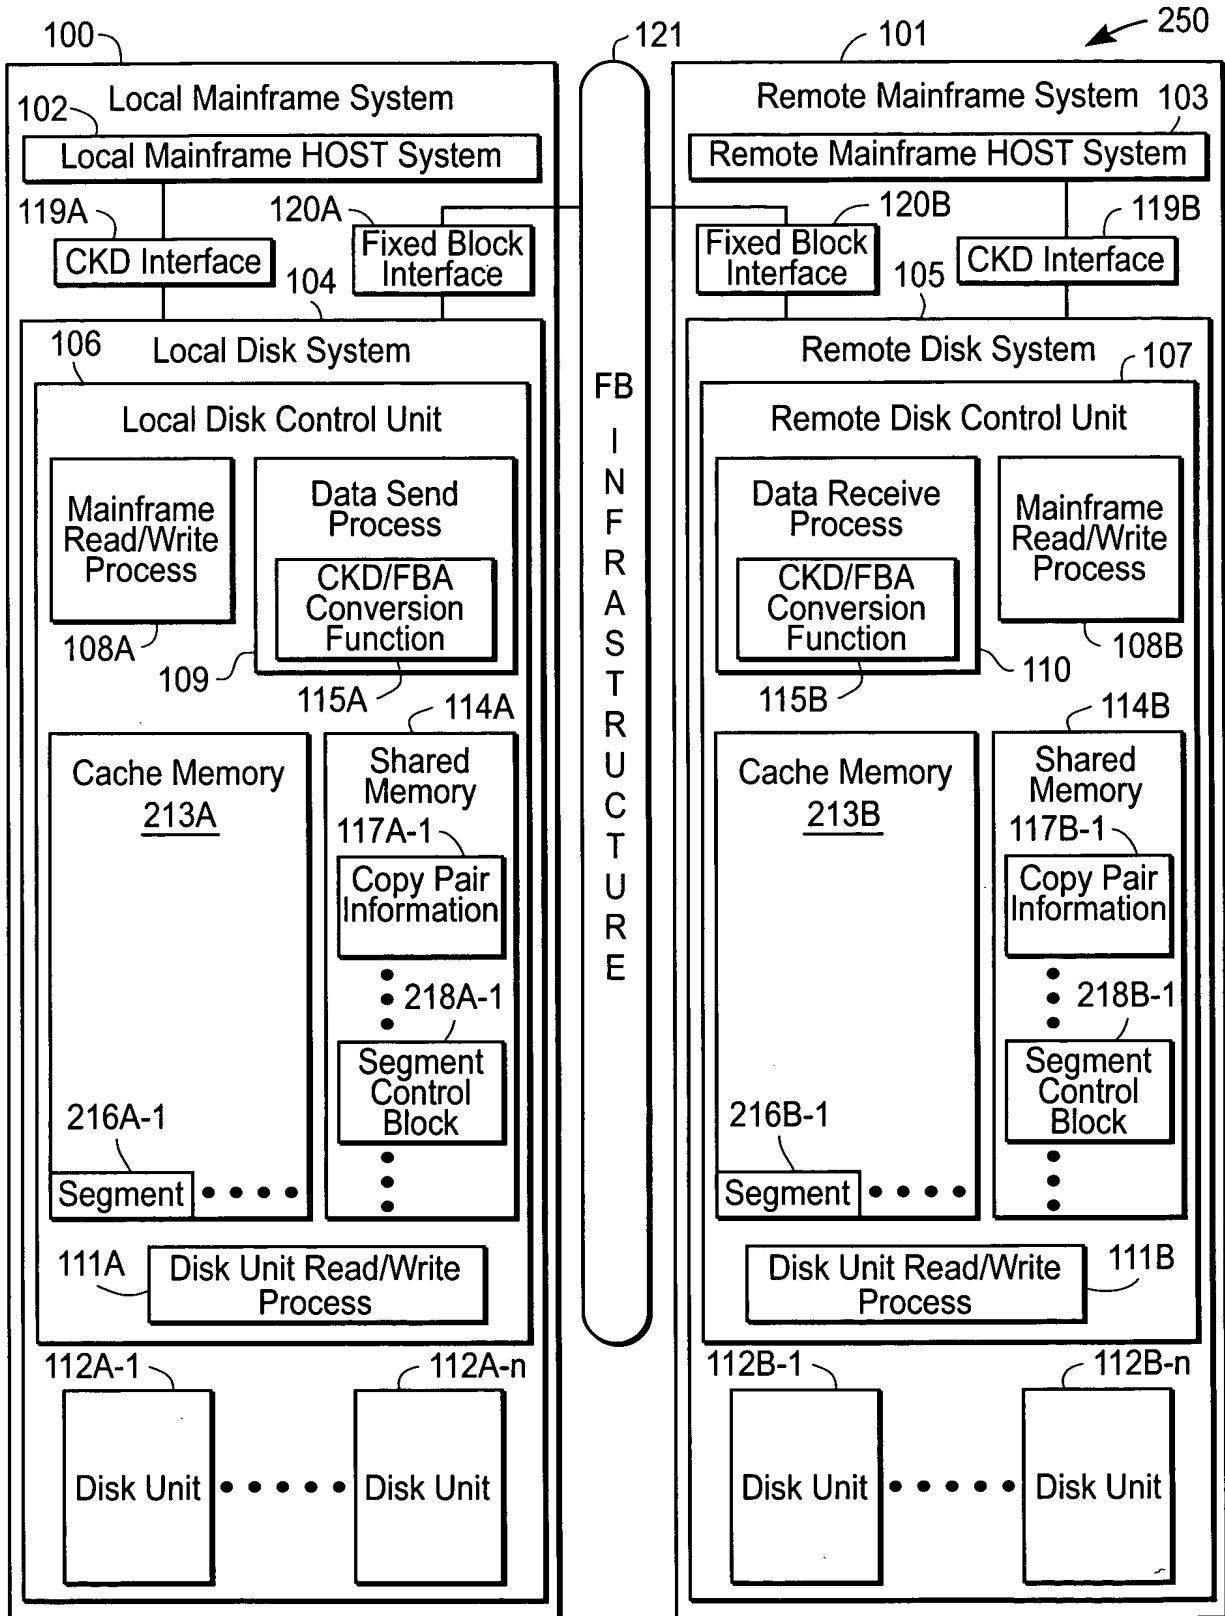 100
121
101
250
Local Mainframe System
Remote Mainframe System
102
103
Local Mainframe HOST System
Remote Mainframe HOST System
119A
120A
120B
119B
CKD Interface
Fixed Block
Interface
Fixed Block
Interface
CKD Interface
104
105
106
Local Disk System
Remote Disk System
107
FB
INFRASTRUCTURE
Local Disk Control Unit
Remote Disk Control Unit
Mainframe
Read/Write
Process
Data Send
Process
CKD/FBA
Conversion
Function
Data Receive
Process
CKD/FBA
Conversion
Function
Mainframe
Read/Write
Process
108A
109
115A
114A
115B
110
108B
114B
Cache Memory
213A
Shared
Memory
117A-1
Copy Pair
Information
218A-1
Segment
Control
Block
216A-1
Segment
Cache Memory
213B
Shared
Memory
117B-1
Copy Pair
Information
218B-1
Segment
Control
Block
216B-1
Segment
111A
Disk Unit Read/Write
Process
Disk Unit Read/Write
Process
111B
112A-1
112A-n
112B-1
112B-n
Disk Unit
Disk Unit
Disk Unit
Disk Unit